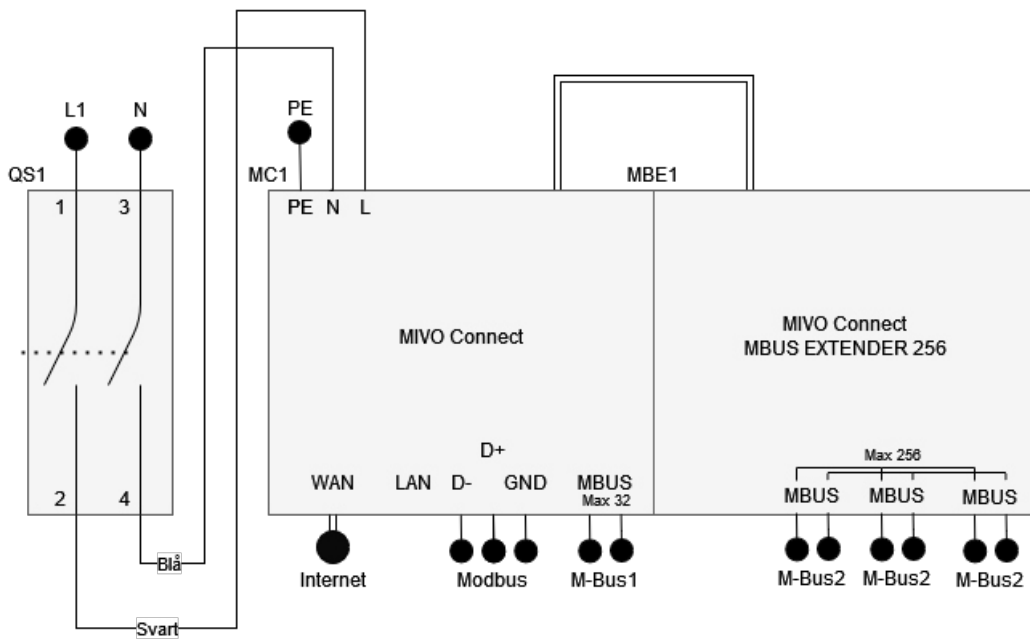 L1
N
PE
QS1
MC1
MBE1
1
3
PE
N
L
MIVO Connect
MIVO Connect
MBUS EXTENDER 256
D+
Max 256
WAN
LAN
D-
GND
MBUS
Max 32
MBUS
MBUS
MBUS
2
4
Blå
Internet
Modbus
M-Bus1
M-Bus2
M-Bus2
M-Bus2
Svart